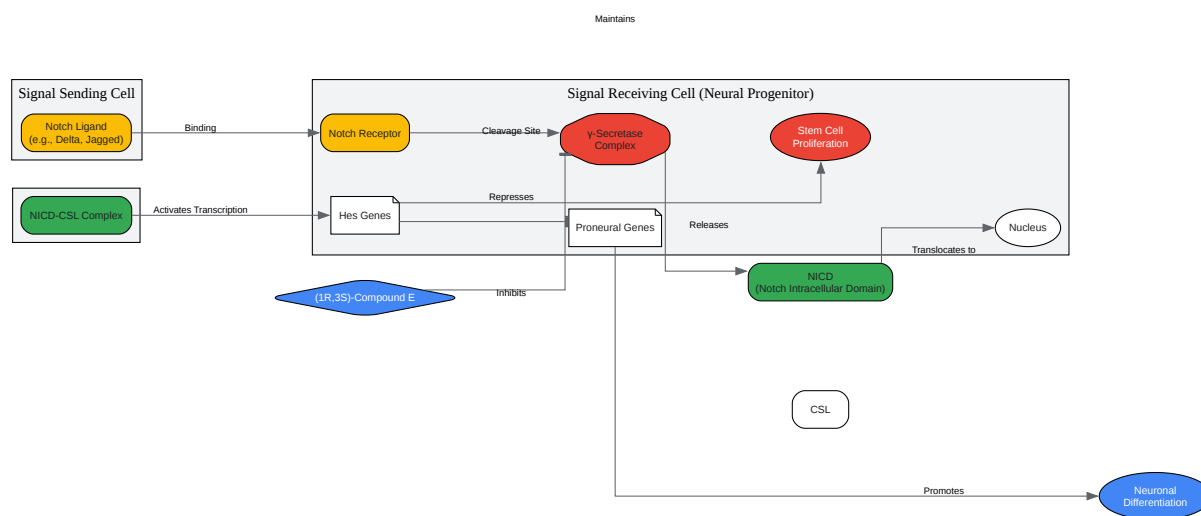 Maintains
Signal Sending Cell
Signal Receiving Cell (Neural Progenitor)
Notch Ligand
(e.g., Delta, Jagged)
Binding
Notch Receptor
Cleavage Site
γ-Secretase
Complex
Stem Cell
Proliferation
NICD-CSL Complex
Activates Transcription
Hes Genes
Represses
Proneural Genes
Releases
Nucleus
Translocates to
NICD
(Notch Intracellular Domain)
(1R,3S)-Compound E
Inhibits
CSL
Promotes
Neuronal
Differentiation